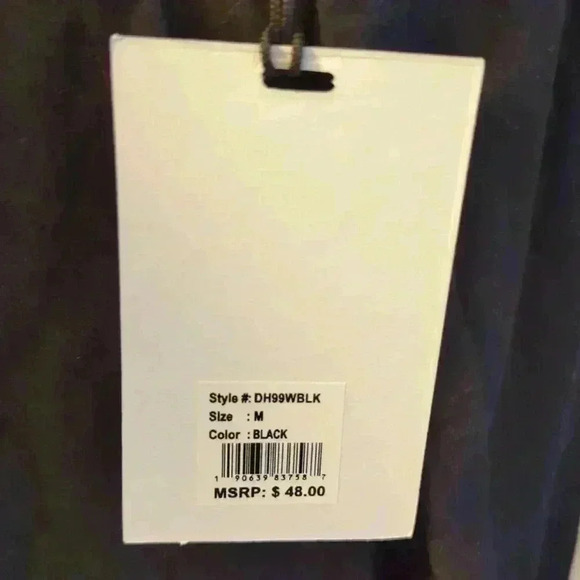 Style #: DH99WBLK
Size : M
Color : BLACK
1 90639 83758 7
MSRP: $ 48.00